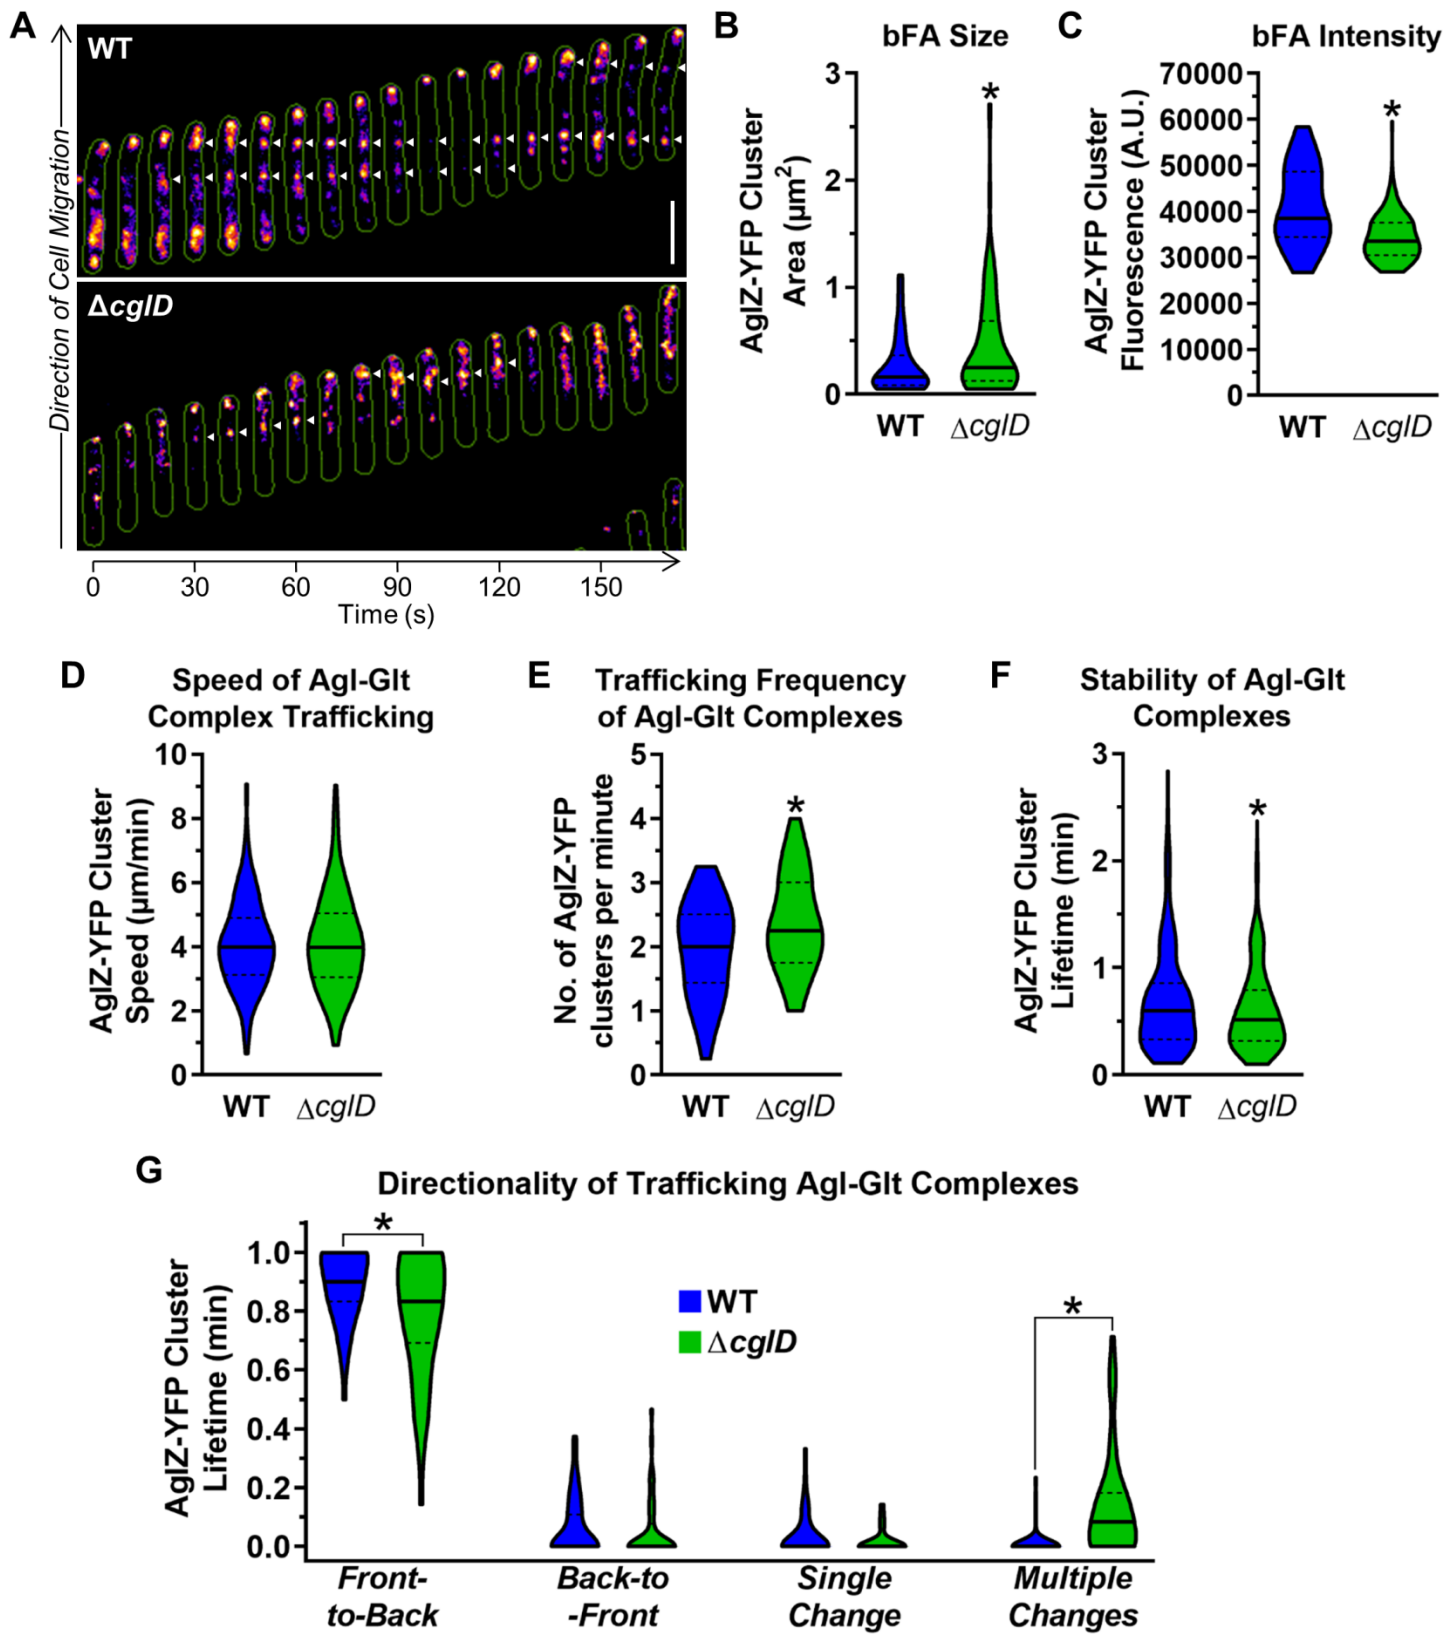 A
Direction of Cell Migration
WT
ΔcglD
0 30 60 90 120 150
Time (s)
B
bFA Size
AglZ-YFP Cluster
Area (µm²)
3
2
1
0
*
WT ΔcglD
C
bFA Intensity
AglZ-YFP Cluster
Fluorescence (A.U.)
70000
60000
50000
40000
30000
20000
10000
0
*
WT ΔcglD
D
Speed of Agl-Glt
Complex Trafficking
AglZ-YFP Cluster
Speed (µm/min)
10
8
6
4
2
0
WT ΔcglD
E
Trafficking Frequency
of Agl-Glt Complexes
No. of AglZ-YFP
clusters per minute
5
4
3
2
1
0
*
WT ΔcglD
F
Stability of Agl-Glt
Complexes
AglZ-YFP Cluster
Lifetime (min)
3
2
1
0
*
WT ΔcglD
G
Directionality of Trafficking Agl-Glt Complexes
AglZ-YFP Cluster
Lifetime (min)
1.0
0.8
0.6
0.4
0.2
0.0
*
WT
ΔcglD
*
Front-
to-Back
Back-to
-Front
Single
Change
Multiple
Changes